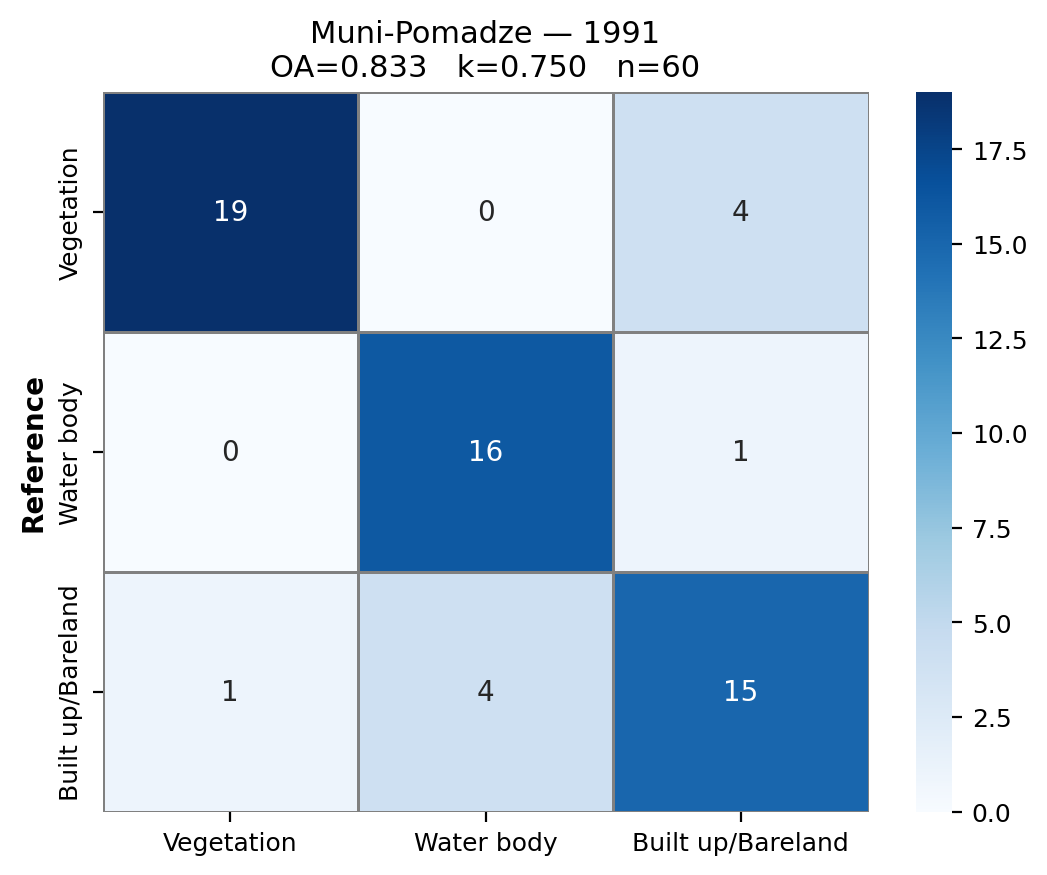 Muni-Pomadze — 1991
OA=0.833 k=0.750 n=60
Reference
Vegetation
19
0
4
Water body
0
16
1
Built up/Bareland
1
4
15
Vegetation
Water body
Built up/Bareland
17.5
15.0
12.5
10.0
7.5
5.0
2.5
0.0